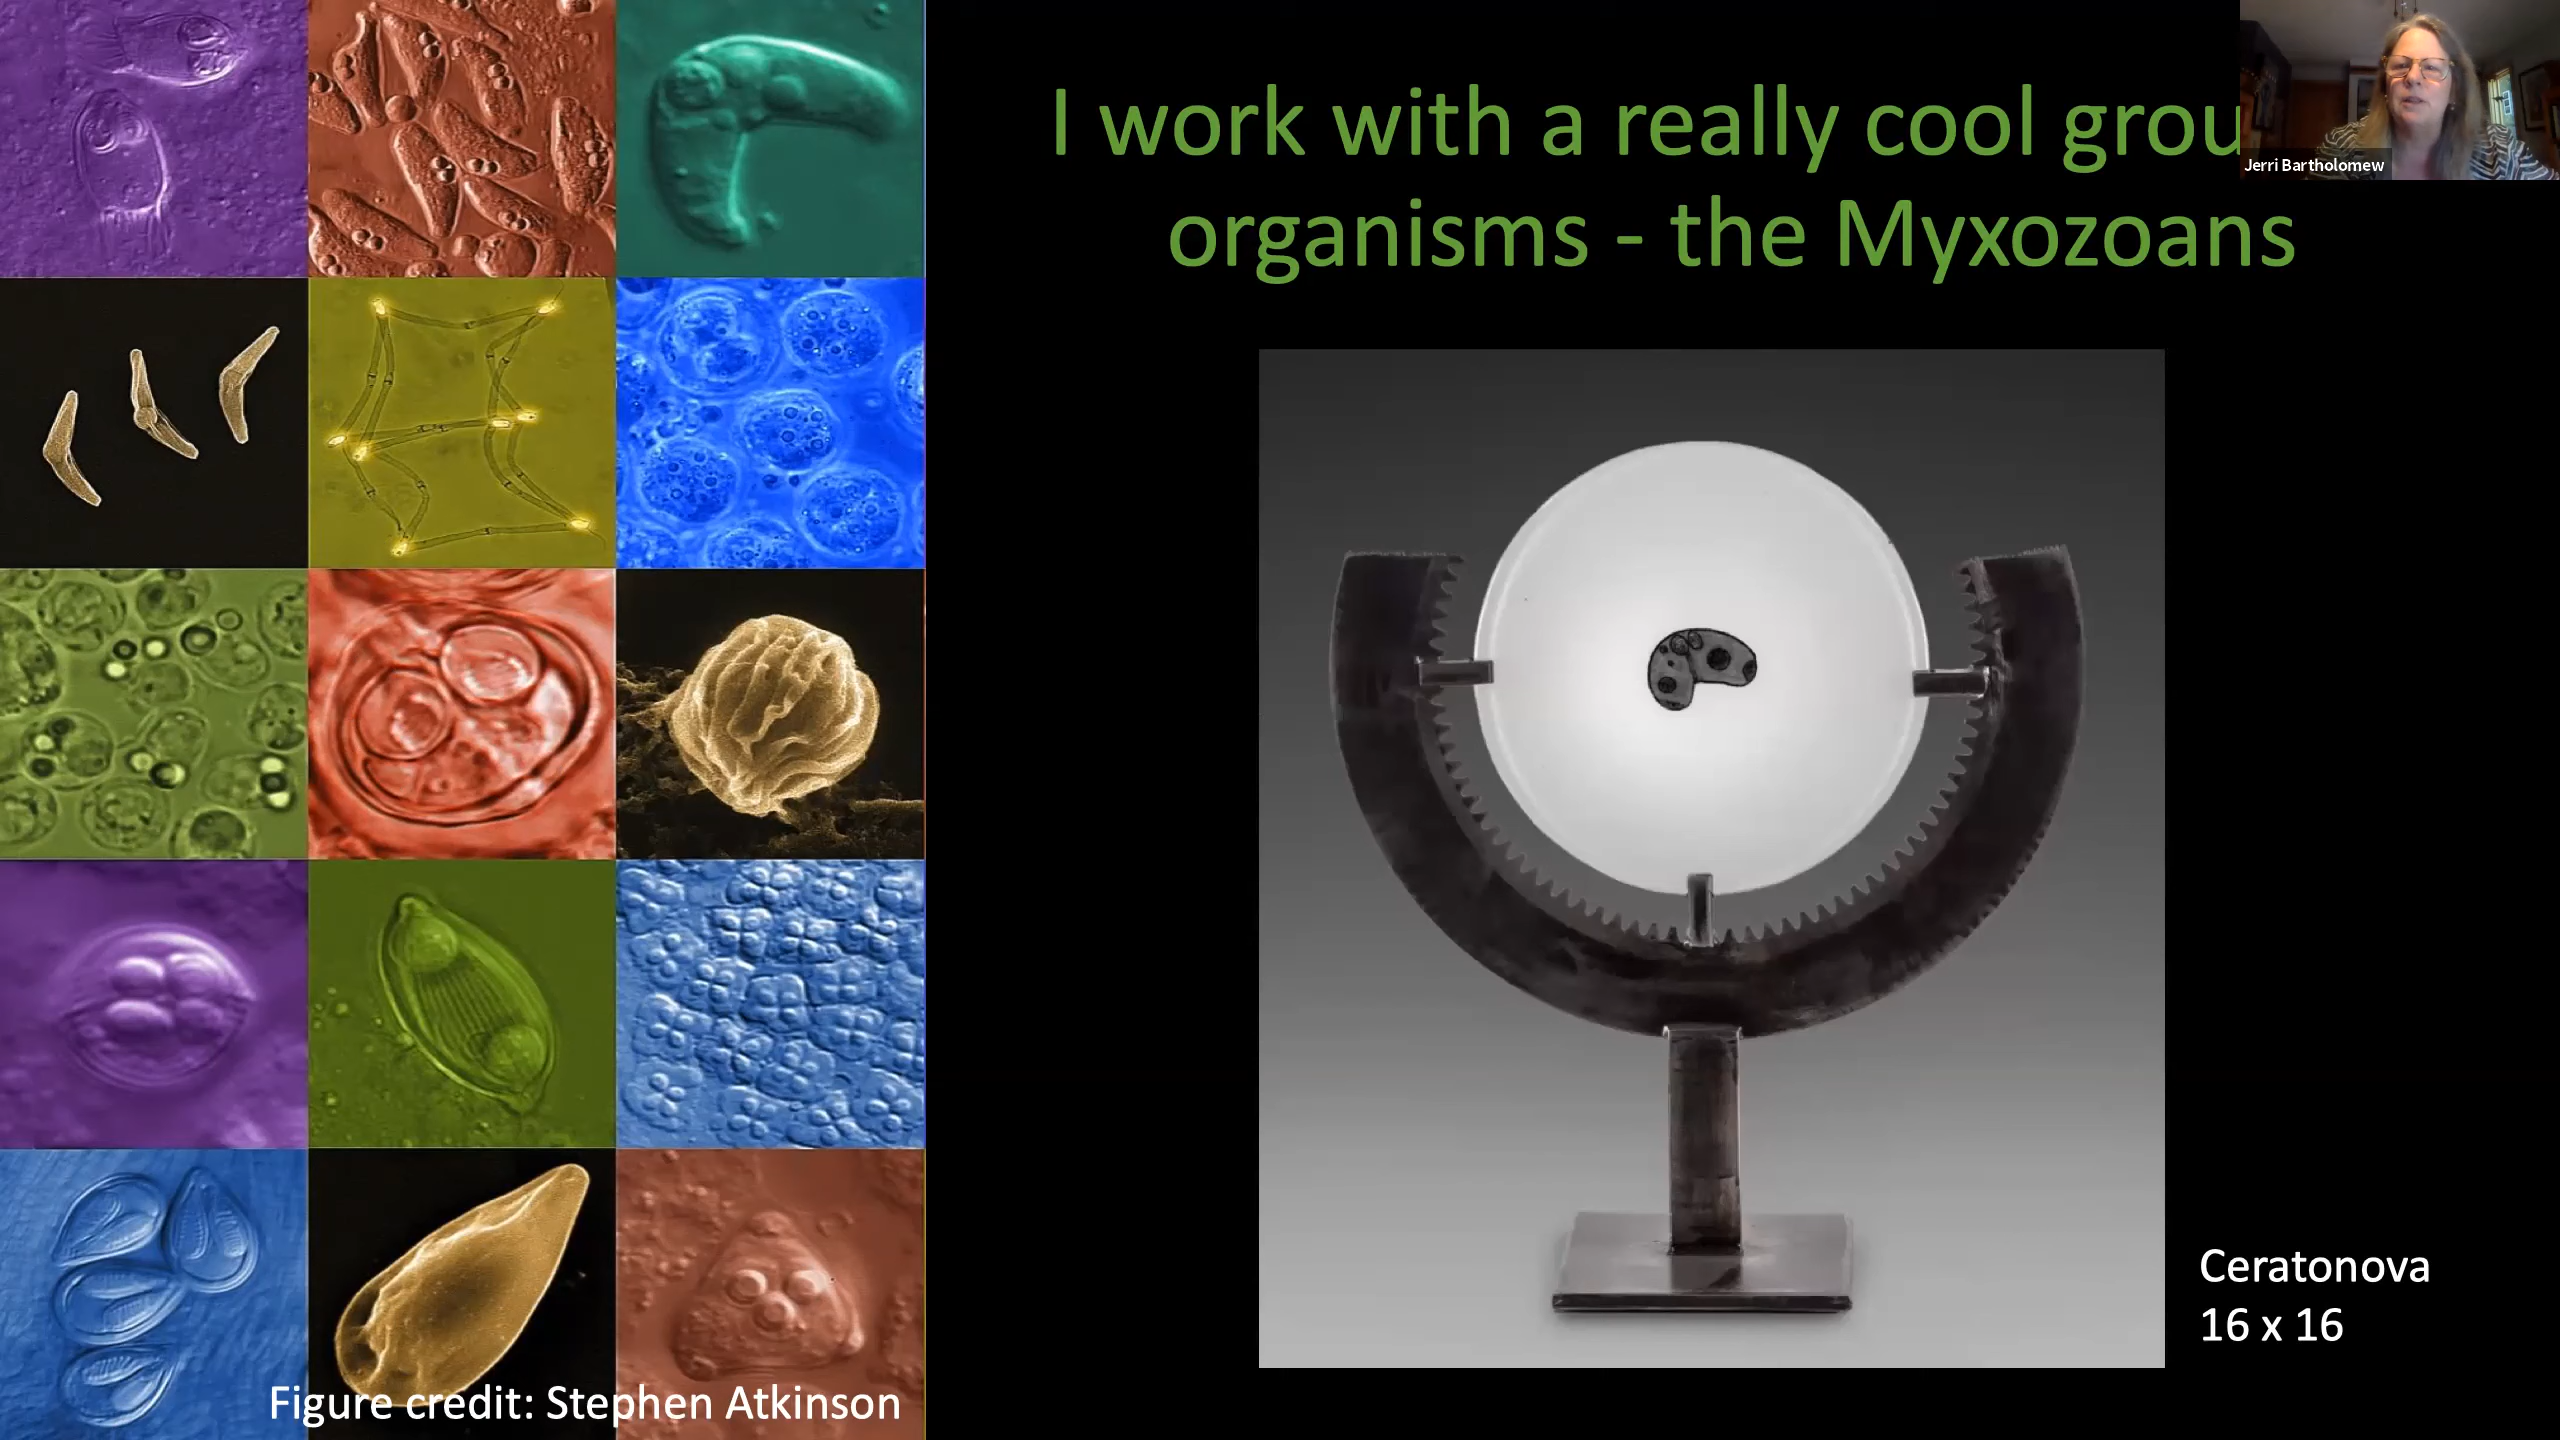 I work with a really cool grou
organisms - the Myxozoans
Jerri Bartholomew
Ceratonova
16 x 16
Figure credit: Stephen Atkinson